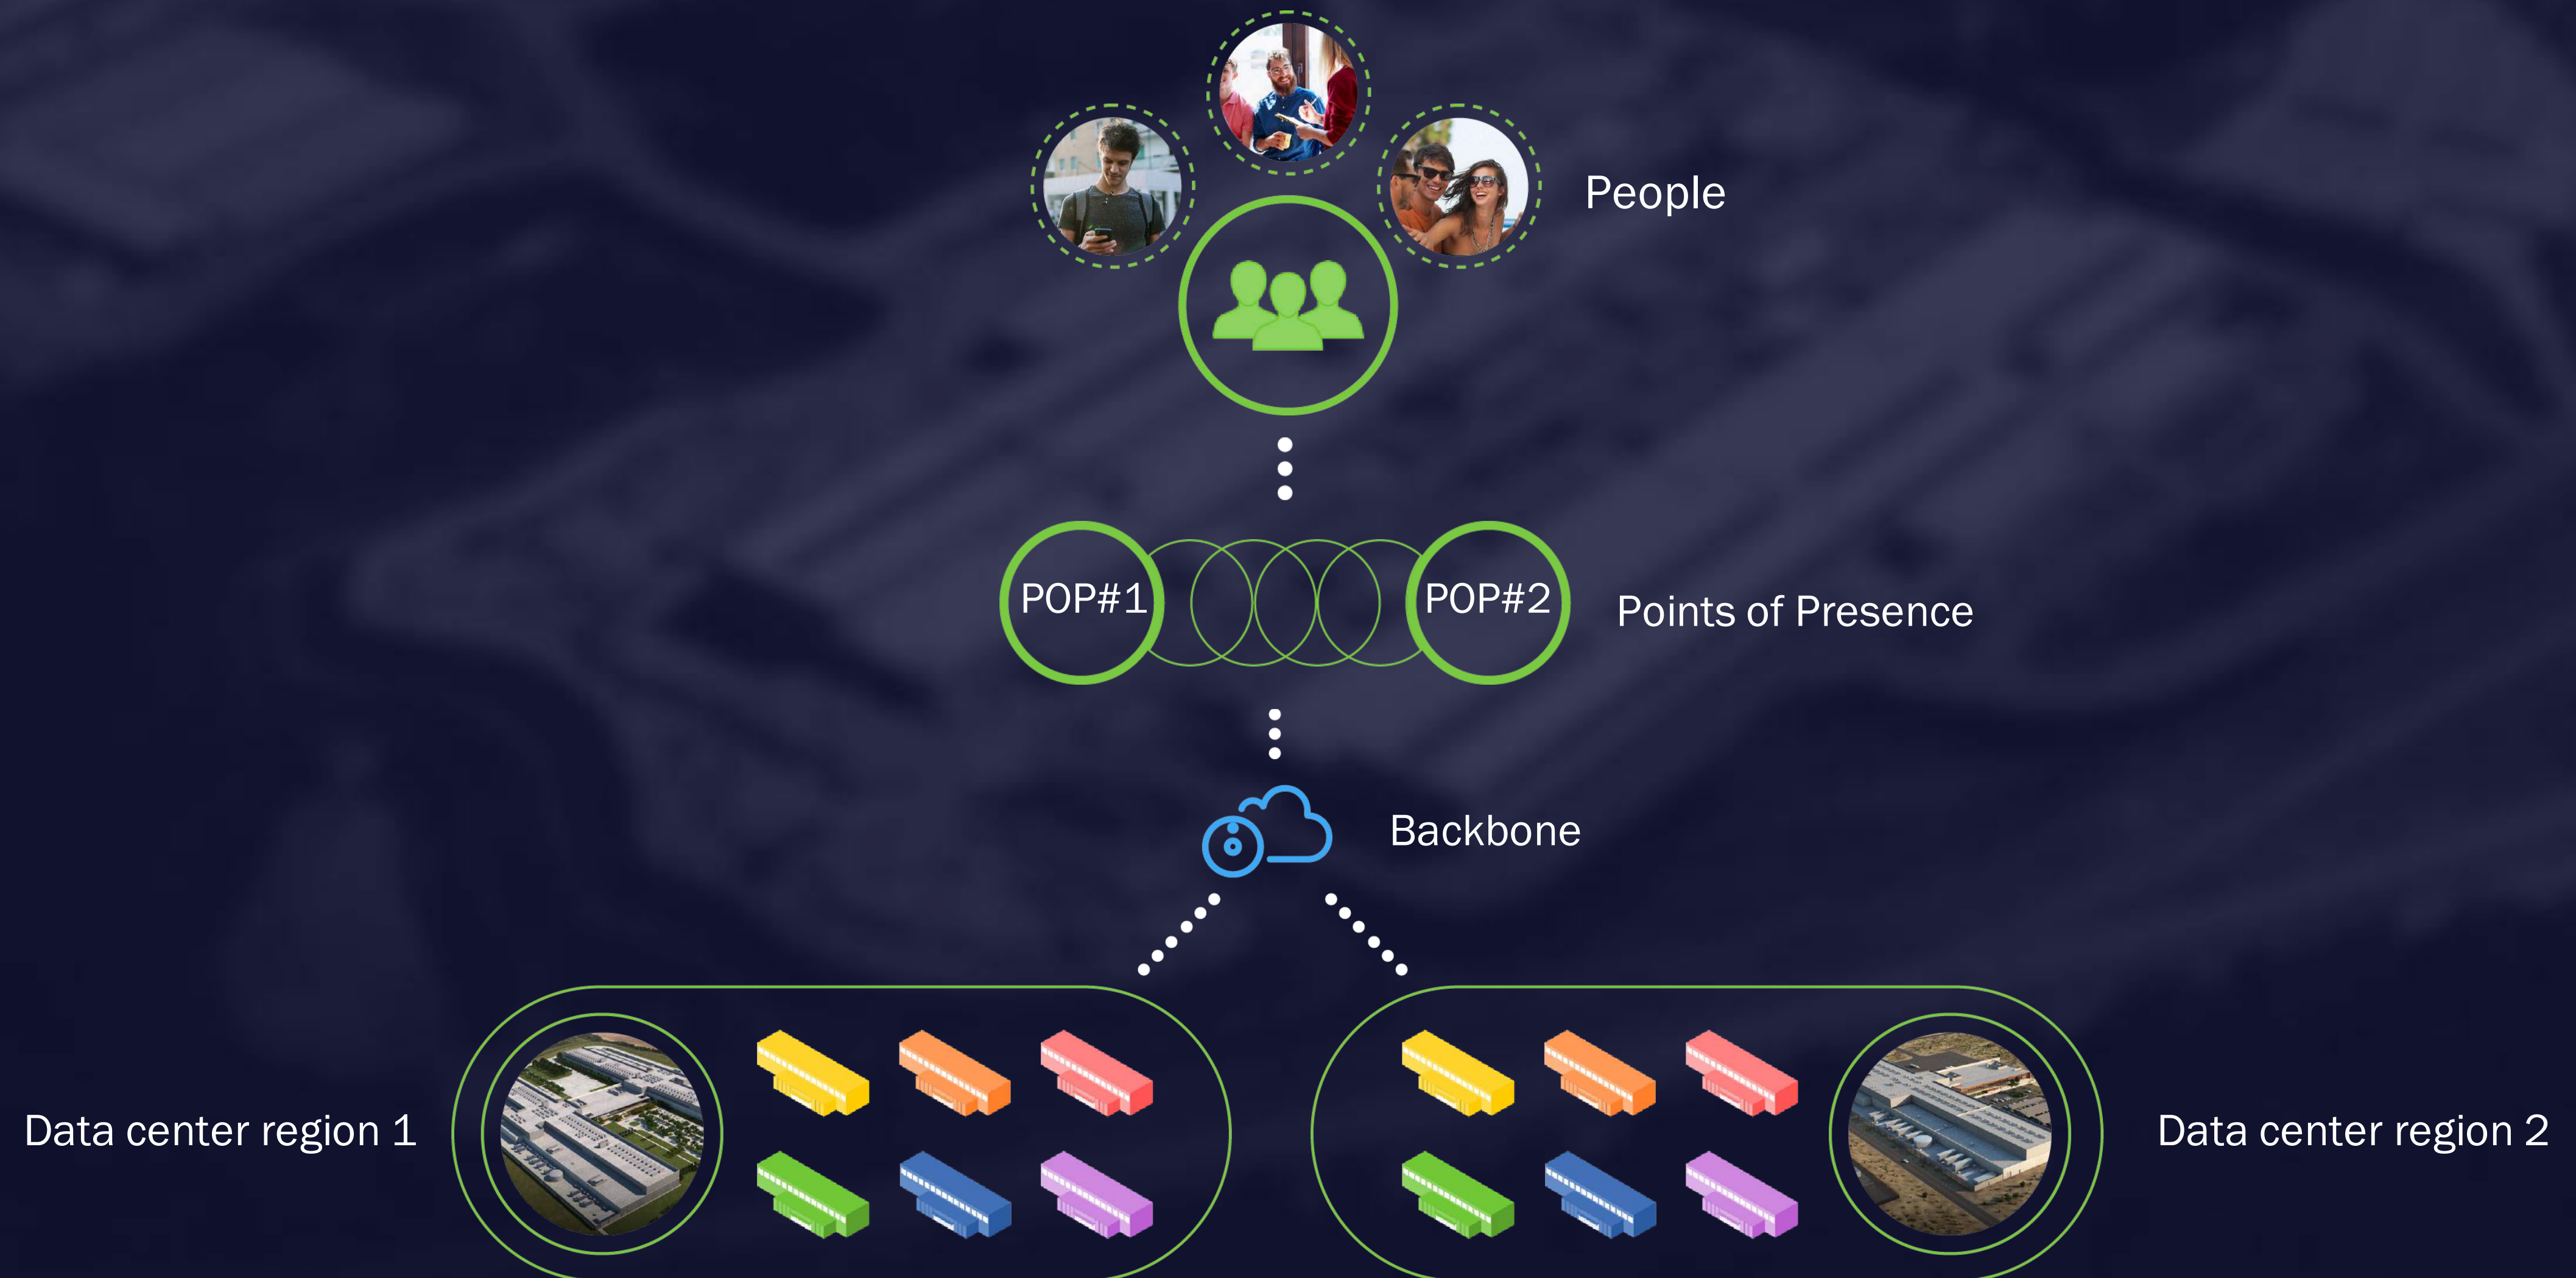 People
POP#1
POP#2
Points of Presence
Backbone
Data center region 1
Data center region 2